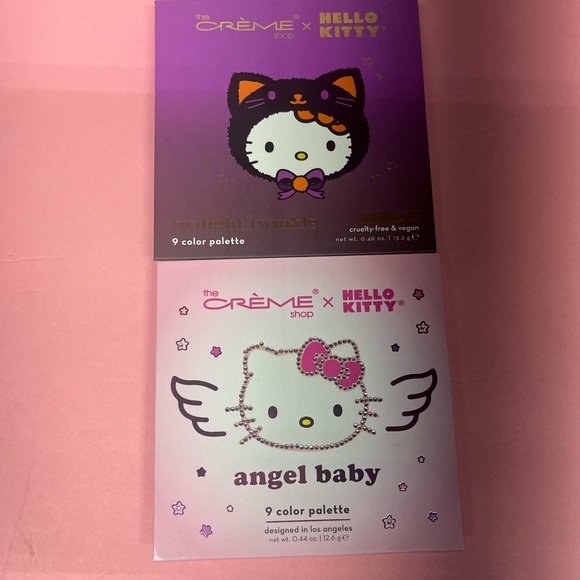 the
CRÈME®
shop
×
HELLO
KITTY®
twilight twinkle
9 color palette
cruelty-free & vegan
net wt. 0.46 oz. | 13.2 g ℮
the
CRÈME®
shop
×
HELLO
KITTY®
angel baby
9 color palette
designed in los angeles
net wt. 0.44 oz. | 12.6 g ℮